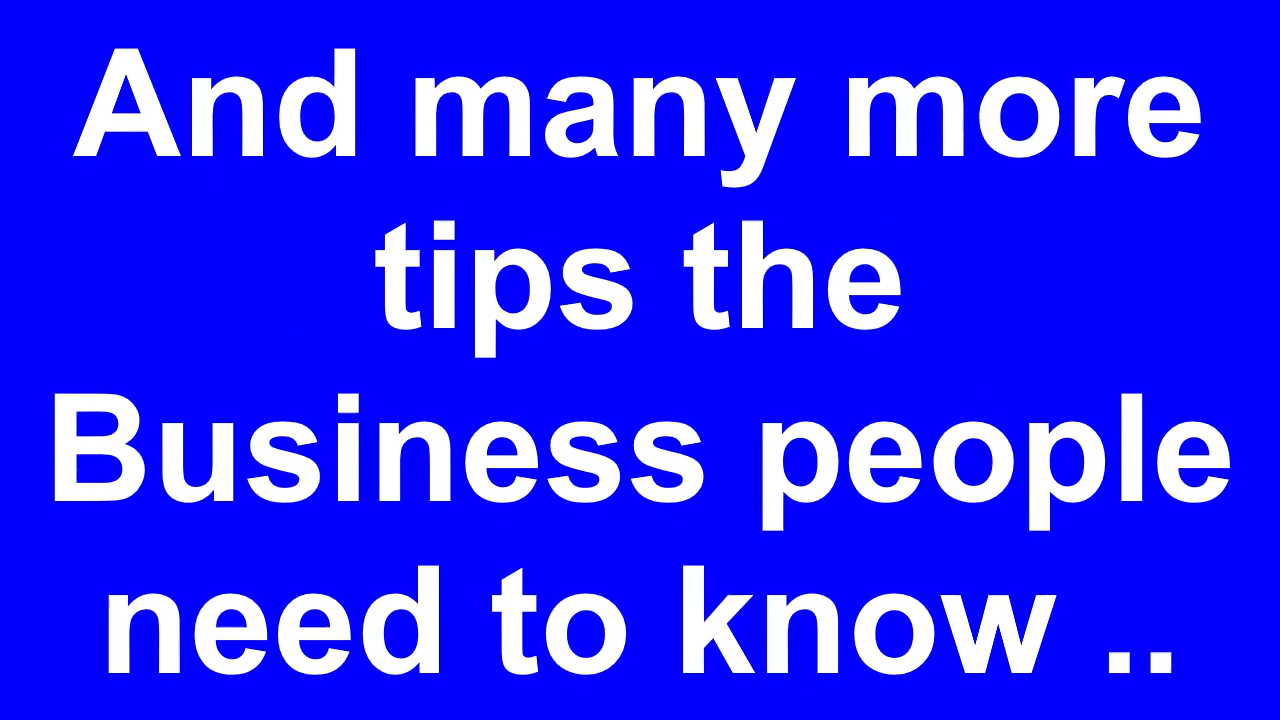 And many more
tips the
Business people
need to know ..